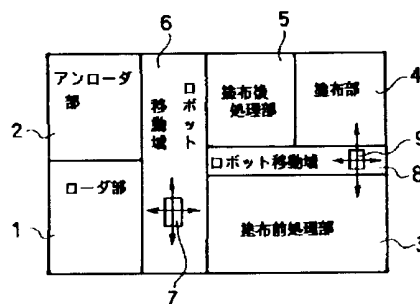 6
5
アンローダ
部
ロボット
移動域
塗布後
処理部
塗布部
4
2
9
ロボット移動域
8
ローダ部
1
塗布前処理部
3
7